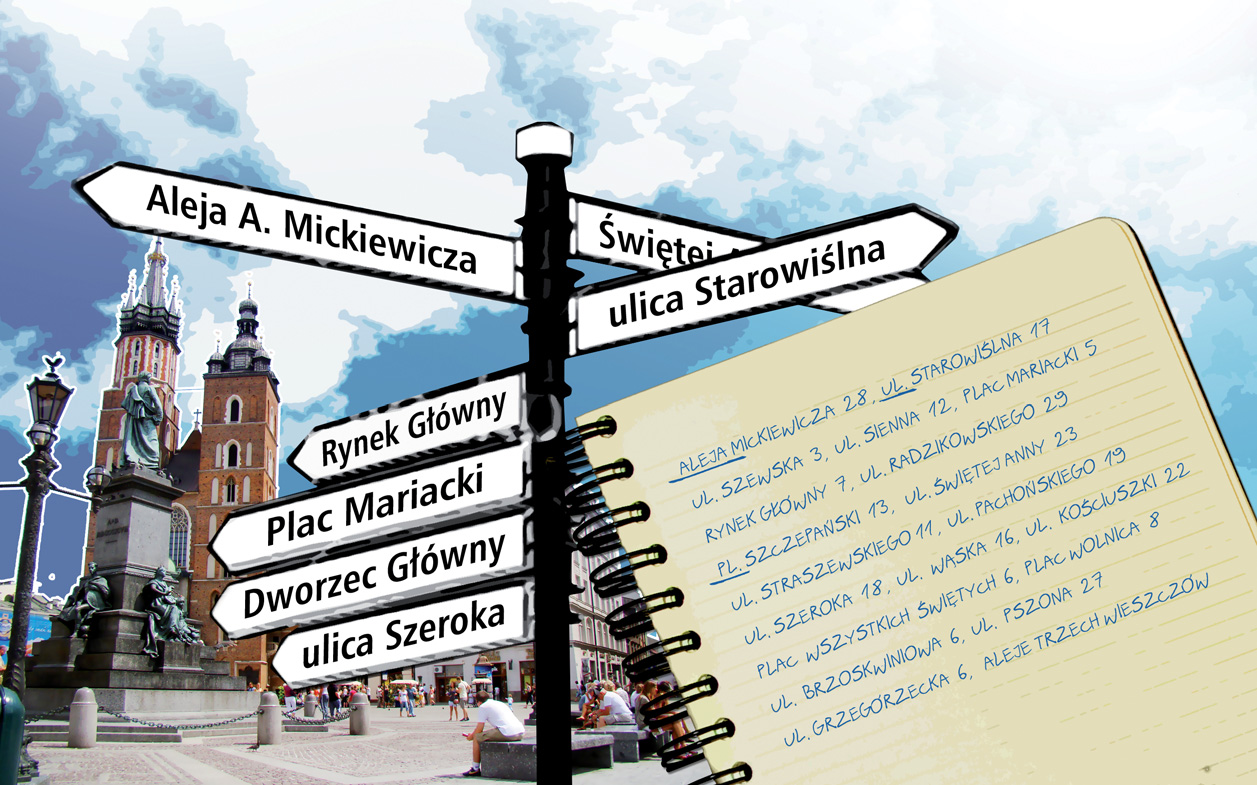 Aleja A. Mickiewicza
Świętej
ulica Starowiślna
Rynek Główny
Plac Mariacki
Dworzec Główny
ulica Szeroka
ALEJA MICKIEWICZA 28, UL. STAROWIŚLNA 17
UL. SZEWSKA 3, UL. SIENNA 12, PLAC MARIACKI 5
RYNEK GŁÓWNY 7, UL. RADZIKOWSKIEGO 29
PL. SZCZEPAŃSKI 13, UL. ŚWIĘTEJ ANNY 23
UL. STRASZEWSKIEGO 11, UL. PACHOŃSKIEGO 19
UL. SZEROKA 18, UL. WĄSKA 16, UL. KOŚCIUSZKI 22
PLAC WSZYSTKICH ŚWIĘTYCH 6, PLAC WOLNICA 8
UL. BRZOSKWINIOWA 6, UL. PSZONA 27
UL. GRZEGÓRZECKA 6, ALEJE TRZECH WIESZCZÓW